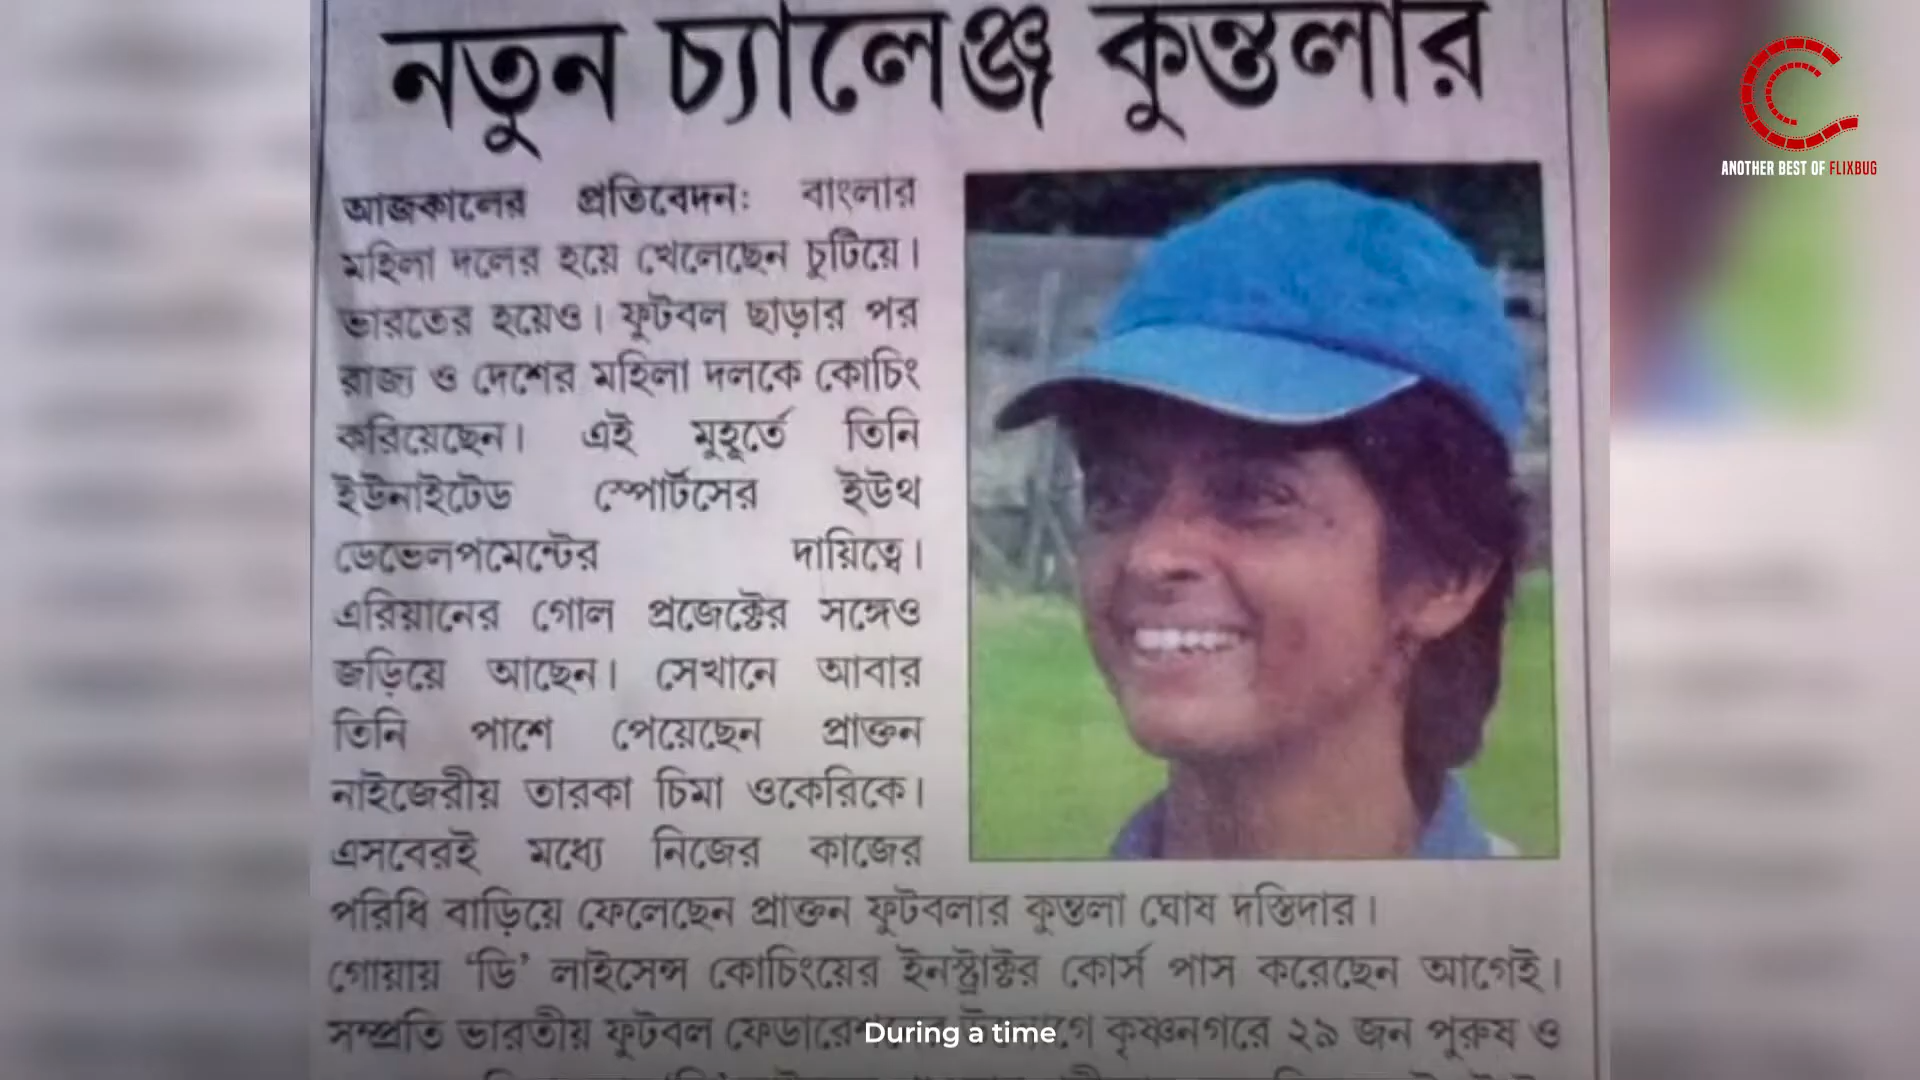 নতুন চ্যালেঞ্জ কুন্তলার
ANOTHER BEST OF FLIXBUG
আজকালের প্রতিবেদন: বাংলার
মহিলা দলের হয়ে খেলেছেন চুটিয়ে।
ভারতের হয়েও। ফুটবল ছাড়ার পর
রাজ্য ও দেশের মহিলা দলকে কোচিং
করিয়েছেন। এই মুহূর্তে তিনি
ইউনাইটেড স্পোর্টসের ইউথ
ডেভেলপমেন্টের দায়িত্বে।
এরিয়ানের গোল প্রজেক্টের সঙ্গেও
জড়িয়ে আছেন। সেখানে আবার
তিনি পাশে পেয়েছেন প্রাক্তন
নাইজেরীয় তারকা চিমা ওকেরিকে।
এসবেরই মধ্যে নিজের কাজের
পরিধি বাড়িয়ে ফেলেছেন প্রাক্তন ফুটবলার কুন্তলা ঘোষ দস্তিদার।
গোয়ায় ‘ডি’ লাইসেন্স কোচিংয়ের ইনস্ট্রাক্টর কোর্স পাস করেছেন আগেই।
সম্প্রতি ভারতীয় ফুটবল কৃষ্ণনগরে ২৯ জন পুরুষ ও
During a time